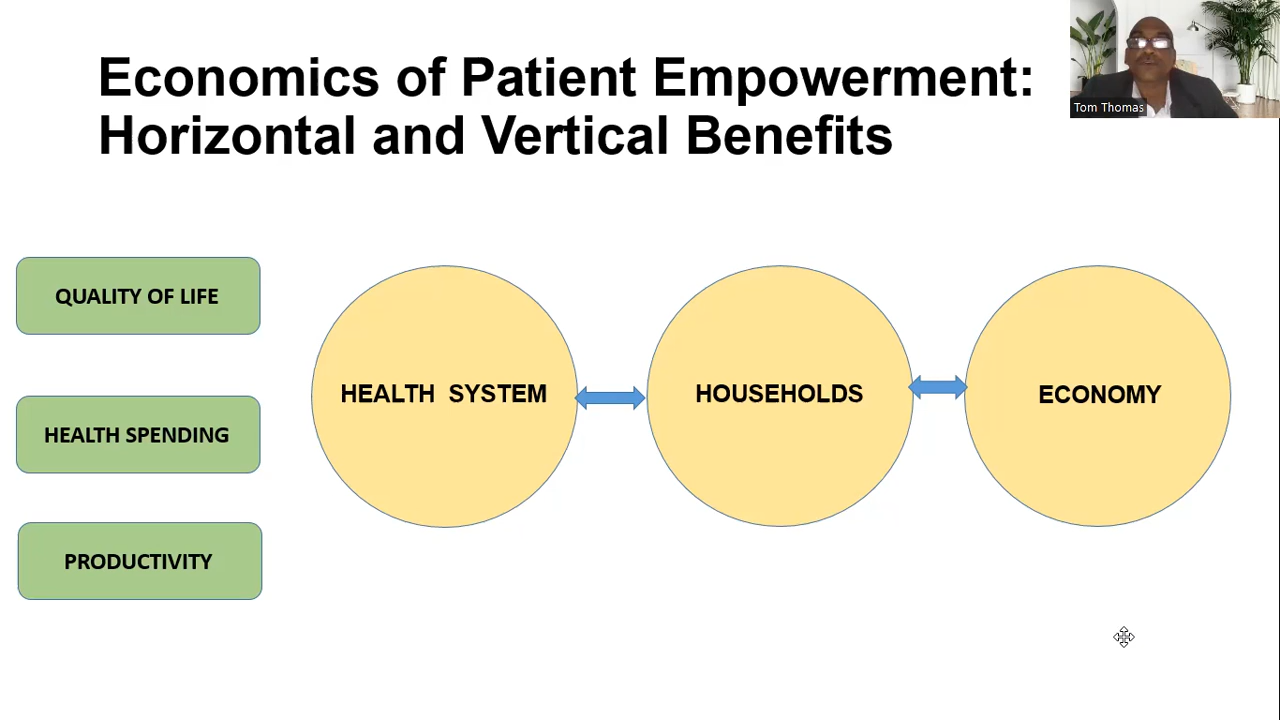 Economics of Patient Empowerment:
Horizontal and Vertical Benefits
Tom Thomas
QUALITY OF LIFE
HEALTH SPENDING
PRODUCTIVITY
HEALTH SYSTEM
HOUSEHOLDS
ECONOMY